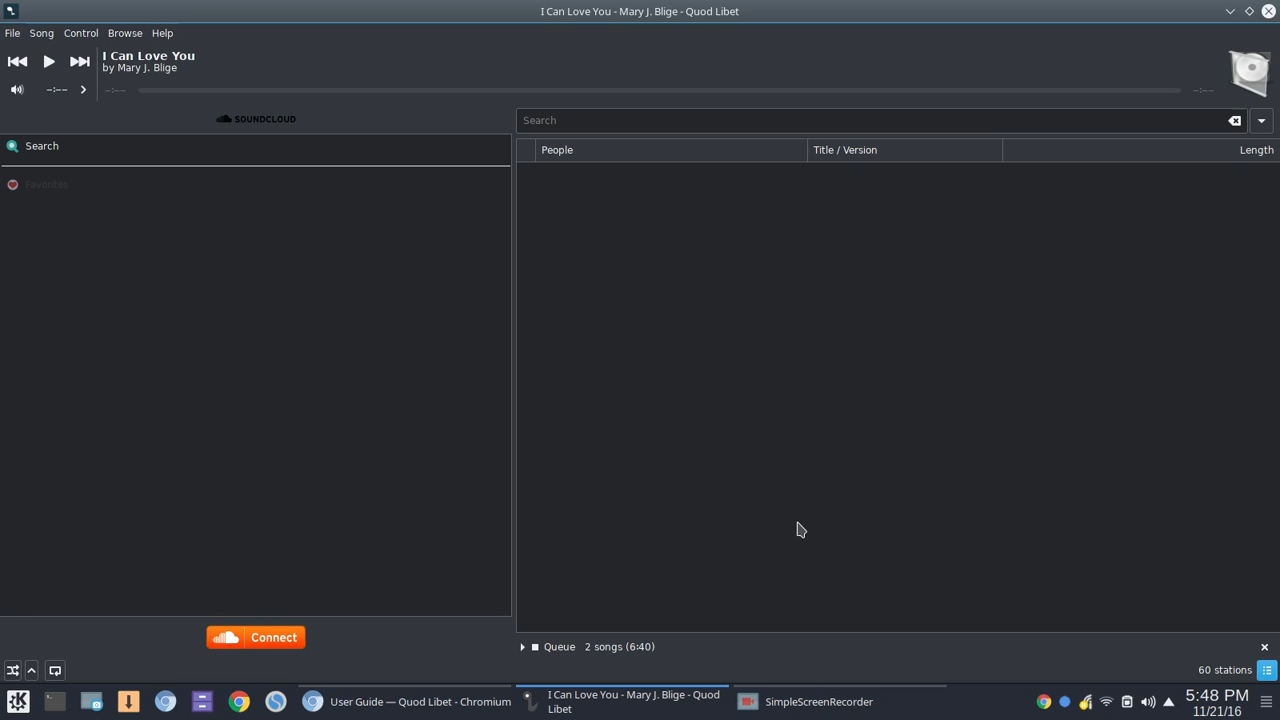 I Can Love You - Mary J. Blige - Quod Libet
File Song Control Browse Help
I Can Love You
by Mary J. Blige
-:-- -:-- -:--
SOUNDCLOUD
Search
Search
People Title / Version Length
Favorites
Connect
Queue 2 songs (6:40)
60 stations
User Guide — Quod Libet - Chromium
I Can Love You - Mary J. Blige - Quod
Libet
SimpleScreenRecorder
5:48 PM
11/21/16